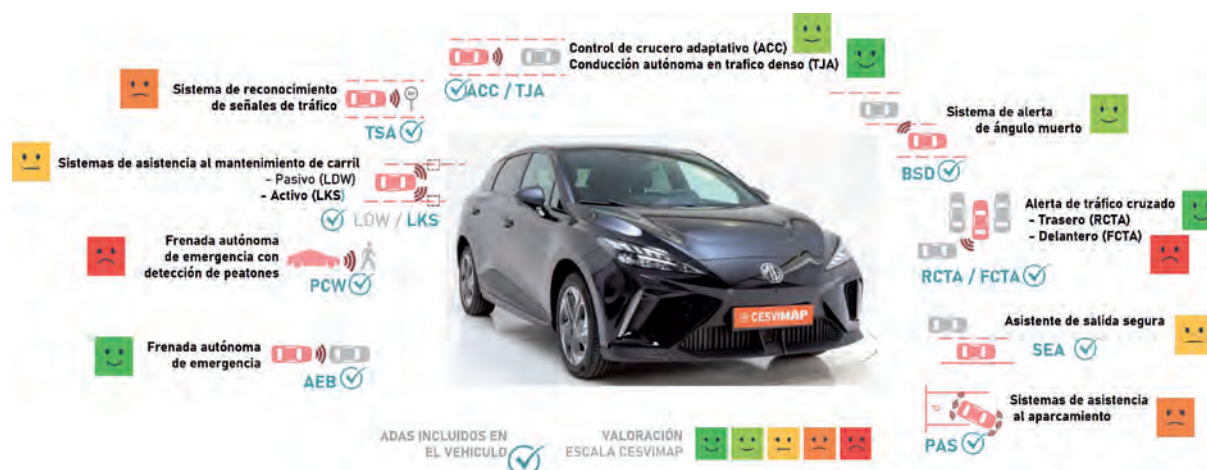 Control de crucero adaptativo (ACC)
Conducción autónoma en trafico denso (TJA)
ACC / TJA
Sistema de reconocimiento
de señales de tráfico
TSA
Sistema de alerta
de ángulo muerto
BSD
Sistemas de asistencia al mantenimiento de carril
- Pasivo (LDW)
- Activo (LKS)
LDW / LKS
Alerta de tráfico cruzado
- Trasero (RCTA)
- Delantero (FCTA)
RCTA / FCTA
Frenada autónoma
de emergencia con
detección de peatones
PCW
Asistente de salida segura
SEA
Frenada autónoma
de emergencia
AEB
Sistemas de asistencia
al aparcamiento
d
PAS
MG
CESVIMAP
ADAS INCLUIDOS EN
EL VEHICULO
VALORACIÓN
ESCALA CESVIMAP